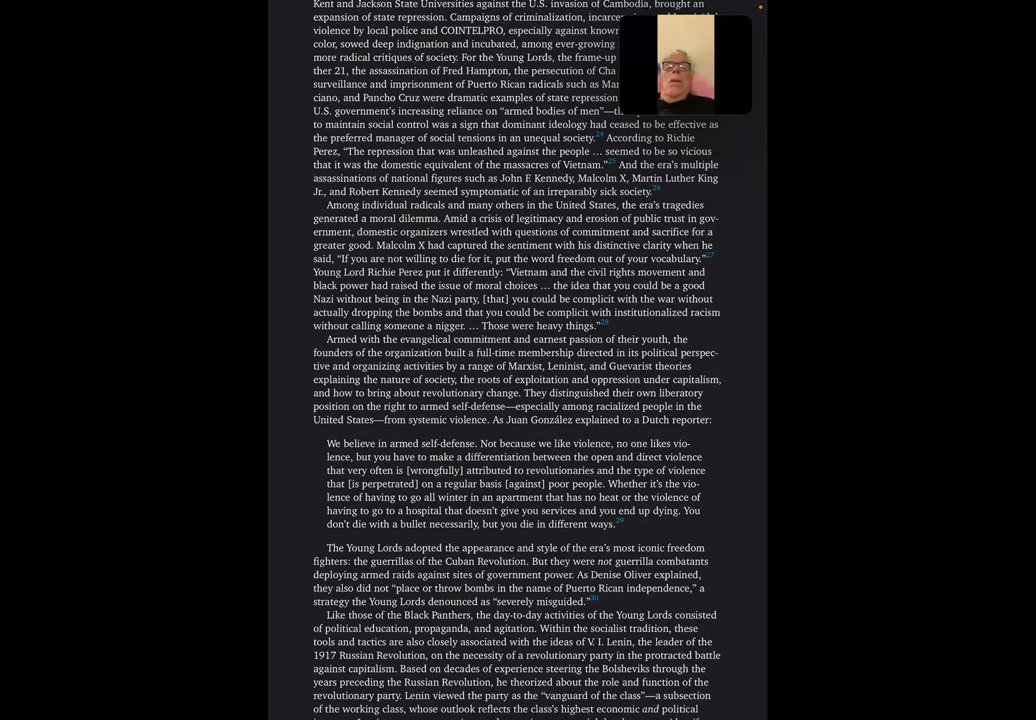 Kent and Jackson State Universities against the U.S. invasion of Cambodia, brought an
expansion of state repression. Campaigns of criminalization,
violence by local police and COINTELPRO, especially against known
color, sowed deep indignation and incubated, among ever-growing
more radical critiques of society. For the Young Lords, the frame-up
ther 21, the assassination of Fred Hampton, the persecution of Cha
surveillance and imprisonment of Puerto Rican radicals such as Mar
ciano, and Pancho Cruz were dramatic examples of state repression
U.S. government's increasing reliance on “armed bodies of men”—
to maintain social control was a sign that dominant ideology had ceased to be effective as
the preferred manager of social tensions in an unequal society.24 According to Richie
Perez, “The repression that was unleashed against the people … seemed to be so vicious
that it was the domestic equivalent of the massacres of Vietnam.”25 And the era's multiple
assassinations of national figures such as John F. Kennedy, Malcolm X, Martin Luther King
Jr., and Robert Kennedy seemed symptomatic of an irreparably sick society.26
Among individual radicals and many others in the United States, the era's tragedies
generated a moral dilemma. Amid a crisis of legitimacy and erosion of public trust in gov-
ernment, domestic organizers wrestled with questions of commitment and sacrifice for a
greater good. Malcolm X had captured the sentiment with his distinctive clarity when he
said, “If you are not willing to die for it, put the word freedom out of your vocabulary.”27
Young Lord Richie Perez put it differently: “Vietnam and the civil rights movement and
black power had raised the issue of moral choices … the idea that you could be a good
Nazi without being in the Nazi party, [that] you could be complicit with the war without
actually dropping the bombs and that you could be complicit with institutionalized racism
without calling someone a nigger. … Those were heavy things.”28
Armed with the evangelical commitment and earnest passion of their youth, the
founders of the organization built a full-time membership directed in its political perspec-
tive and organizing activities by a range of Marxist, Leninist, and Guevarist theories
explaining the nature of society, the roots of exploitation and oppression under capitalism,
and how to bring about revolutionary change. They distinguished their own liberatory
position on the right to armed self-defense—especially among racialized people in the
United States—from systemic violence. As Juan González explained to a Dutch reporter:
We believe in armed self-defense. Not because we like violence, no one likes vio-
lence, but you have to make a differentiation between the open and direct violence
that very often is [wrongfully] attributed to revolutionaries and the type of violence
that [is perpetrated] on a regular basis [against] poor people. Whether it's the vio-
lence of having to go all winter in an apartment that has no heat or the violence of
having to go to a hospital that doesn't give you services and you end up dying. You
don't die with a bullet necessarily, but you die in different ways.29
The Young Lords adopted the appearance and style of the era's most iconic freedom
fighters: the guerrillas of the Cuban Revolution. But they were not guerrilla combatants
deploying armed raids against sites of government power. As Denise Oliver explained,
they also did not “place or throw bombs in the name of Puerto Rican independence,” a
strategy the Young Lords denounced as “severely misguided.”30
Like those of the Black Panthers, the day-to-day activities of the Young Lords consisted
of political education, propaganda, and agitation. Within the socialist tradition, these
tools and tactics are also closely associated with the ideas of V. I. Lenin, the leader of the
1917 Russian Revolution, on the necessity of a revolutionary party in the protracted battle
against capitalism. Based on decades of experience steering the Bolsheviks through the
years preceding the Russian Revolution, he theorized about the role and function of the
revolutionary party. Lenin viewed the party as the “vanguard of the class”—a subsection
of the working class, whose outlook reflects the class's highest economic and political